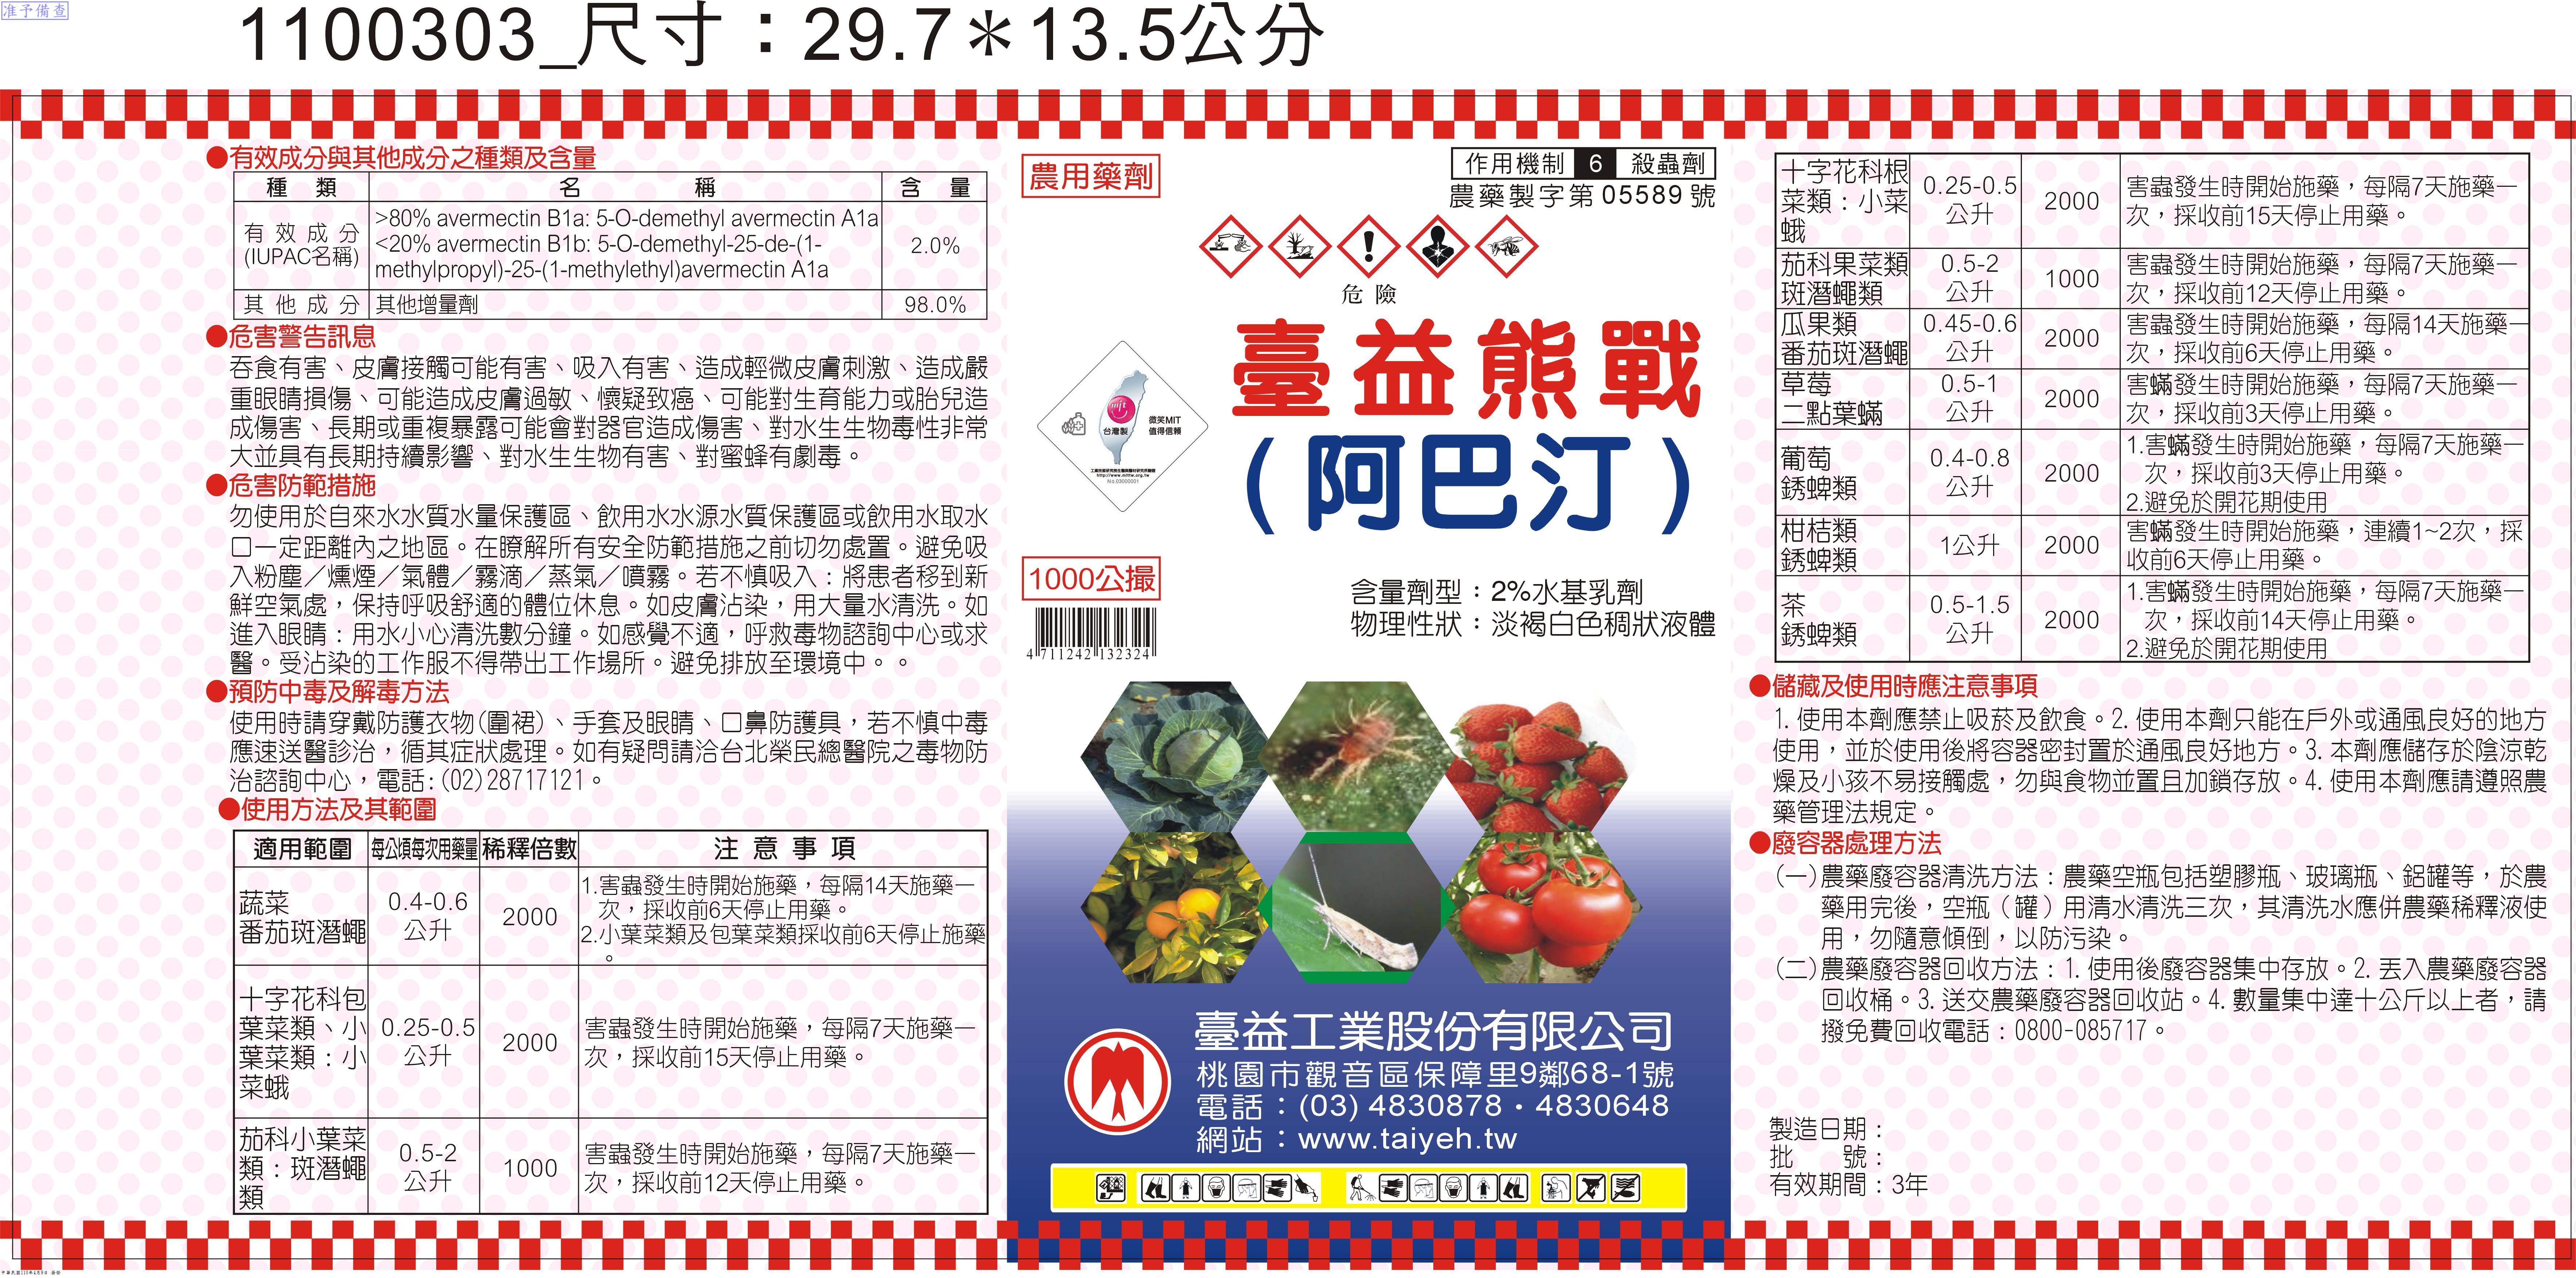 准予備查
1100303_尺寸：29.7＊13.5公分
●有效成分與其他成分之種類及含量
種 類 名 稱 含 量
有效成分
(IUPAC名稱)
>80% avermectin B1a: 5-O-demethyl avermectin A1a
<20% avermectin B1b: 5-O-demethyl-25-de-(1-
methylpropyl)-25-(1-methylethyl)avermectin A1a
2.0%
其他成分 其他增量劑 98.0%
●危害警告訊息
吞食有害、皮膚接觸可能有害、吸入有害、造成輕微皮膚刺激、造成嚴
重眼睛損傷、可能造成皮膚過敏、懷疑致癌、可能對生育能力或胎兒造
成傷害、長期或重複暴露可能會對器官造成傷害、對水生生物毒性非常
大並具有長期持續影響、對水生生物有害、對蜜蜂有劇毒。
●危害防範措施
勿使用於自來水水質水量保護區、飲用水水源水質保護區或飲用水取水
口一定距離內之地區。在瞭解所有安全防範措施之前切勿處置。避免吸
入粉塵／燻煙／氣體／霧滴／蒸氣／噴霧。若不慎吸入：將患者移到新
鮮空氣處，保持呼吸舒適的體位休息。如皮膚沾染，用大量水清洗。如
進入眼睛：用水小心清洗數分鐘。如感覺不適，呼救毒物諮詢中心或求
醫。受沾染的工作服不得帶出工作場所。避免排放至環境中。。
●預防中毒及解毒方法
使用時請穿戴防護衣物(圍裙)、手套及眼睛、口鼻防護具，若不慎中毒
應速送醫診治，循其症狀處理。如有疑問請洽台北榮民總醫院之毒物防
治諮詢中心，電話:(02)28717121。
●使用方法及其範圍
適用範圍 每公頃每次用藥量 稀釋倍數 注意事項
蔬菜
番茄斑潛蠅
0.4-0.6
公升
2000
1.害蟲發生時開始施藥，每隔14天施藥一
次，採收前6天停止用藥。
2.小葉菜類及包葉菜類採收前6天停止施藥
。
十字花科包
葉菜類、小
葉菜類：小
菜蛾
0.25-0.5
公升
2000
害蟲發生時開始施藥，每隔7天施藥一
次，採收前15天停止用藥。
茄科小葉菜
類：斑潛蠅
類
0.5-2
公升
1000
害蟲發生時開始施藥，每隔7天施藥一
次，採收前12天停止用藥。
農用藥劑
作用機制 6 殺蟲劑
農藥製字第05589號
危險
臺益熊戰
(阿巴汀)
mit
台灣製
微笑MIT
值得信賴
http://www.mittw.org.tw
No.03000001
1000公撮
4 711242 132324
含量劑型：2%水基乳劑
物理性狀：淡褐白色稠狀液體
臺益工業股份有限公司
桃園市觀音區保障里9鄰68-1號
電話：(03) 4830878・4830648
網站：www.taiyeh.tw
十字花科根
菜類：小菜
蛾
0.25-0.5
公升
2000
害蟲發生時開始施藥，每隔7天施藥一
次，採收前15天停止用藥。
茄科果菜類
斑潛蠅類
0.5-2
公升
1000
害蟲發生時開始施藥，每隔7天施藥一
次，採收前12天停止用藥。
瓜果類
番茄斑潛蠅
0.45-0.6
公升
2000
害蟲發生時開始施藥，每隔14天施藥一
次，採收前6天停止用藥。
草莓
二點葉蟎
0.5-1
公升
2000
害蟎發生時開始施藥，每隔7天施藥一
次，採收前3天停止用藥。
葡萄
銹蜱類
0.4-0.8
公升
2000
1.害蟎發生時開始施藥，每隔7天施藥一
次，採收前3天停止用藥。
2.避免於開花期使用
柑桔類
銹蜱類
1公升
2000
害蟎發生時開始施藥，連續1~2次，採
收前6天停止用藥。
茶
銹蜱類
0.5-1.5
公升
2000
1.害蟎發生時開始施藥，每隔7天施藥一
次，採收前14天停止用藥。
2.避免於開花期使用
●儲藏及使用時應注意事項
1.使用本劑應禁止吸菸及飲食。2.使用本劑只能在戶外或通風良好的地方
使用，並於使用後將容器密封置於通風良好地方。3.本劑應儲存於陰涼乾
燥及小孩不易接觸處，勿與食物並置且加鎖存放。4.使用本劑應請遵照農
藥管理法規定。
●廢容器處理方法
(一)農藥廢容器清洗方法：農藥空瓶包括塑膠瓶、玻璃瓶、鋁罐等，於農
藥用完後，空瓶（罐）用清水清洗三次，其清洗水應併農藥稀釋液使
用，勿隨意傾倒，以防污染。
(二)農藥廢容器回收方法：1.使用後廢容器集中存放。2.丟入農藥廢容器
回收桶。3.送交農藥廢容器回收站。4.數量集中達十公斤以上者，請
撥免費回收電話：0800-085717。
製造日期：
批 號：
有效期間：3年